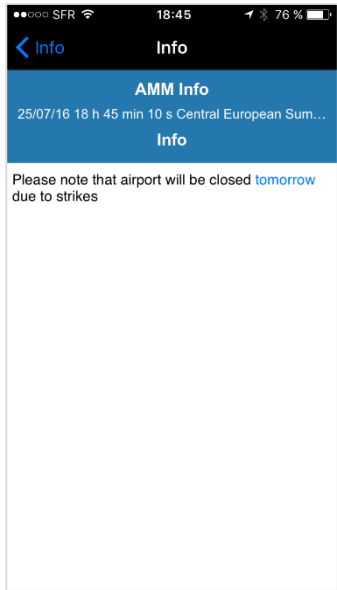 SFR 18:45 76 %
Info Info
AMM Info
25/07/16 18 h 45 min 10 s Central European Sum...
Info
Please note that airport will be closed tomorrow
due to strikes